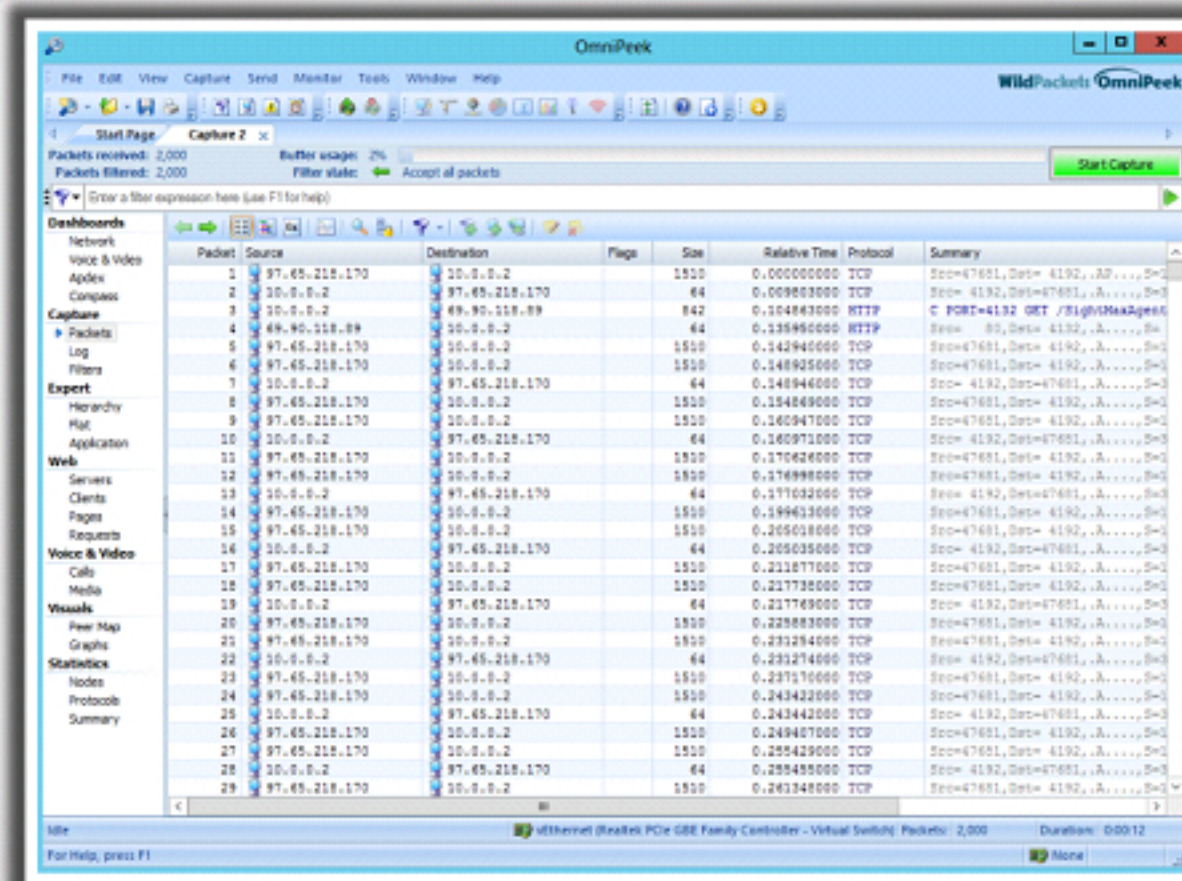 OmniPeek
File Edit View Capture Send Monitor Tools Window Help
WildPackets OmniPeek
Start Page Capture 2
Packets received: 2,000 Buffer usage: 2%
Packets filtered: 2,000 Filter state: Accept all packets
Start Capture
Enter a filter expression here (use F1 for help)
Dashboards
Network
Voice & Video
Apdex
Compass
Capture
Packets
Log
Filters
Expert
Hierarchy
Flat
Application
Web
Servers
Clients
Pages
Requests
Voice & Video
Calls
Media
Visuals
Peer Map
Graphs
Statistics
Nodes
Protocols
Summary
Packet Source Destination Flags Size Relative Time Protocol Summary
1 97.65.218.170 10.0.0.2 1510 0.000000000 TCP
2 10.0.0.2 97.65.218.170 64 0.009803000 TCP
3 10.0.0.2 69.90.118.89 842 0.104863000 HTTP C PORT=4132 GET /SightMaxAgent
4 69.90.118.89 10.0.0.2 64 0.135950000 HTTP
5 97.65.218.170 10.0.0.2 1510 0.142940000 TCP
6 97.65.218.170 10.0.0.2 1510 0.148925000 TCP
7 10.0.0.2 97.65.218.170 64 0.148946000 TCP
8 97.65.218.170 10.0.0.2 1510 0.154869000 TCP
9 97.65.218.170 10.0.0.2 1510 0.160947000 TCP
10 10.0.0.2 97.65.218.170 64 0.160971000 TCP
11 97.65.218.170 10.0.0.2 1510 0.170626000 TCP
12 97.65.218.170 10.0.0.2 1510 0.176998000 TCP
13 10.0.0.2 97.65.218.170 64 0.177032000 TCP
14 97.65.218.170 10.0.0.2 1510 0.199613000 TCP
15 97.65.218.170 10.0.0.2 1510 0.205018000 TCP
16 10.0.0.2 97.65.218.170 64 0.205035000 TCP
17 97.65.218.170 10.0.0.2 1510 0.211877000 TCP
18 97.65.218.170 10.0.0.2 1510 0.217738000 TCP
19 10.0.0.2 97.65.218.170 64 0.217769000 TCP
20 97.65.218.170 10.0.0.2 1510 0.225883000 TCP
21 97.65.218.170 10.0.0.2 1510 0.231254000 TCP
22 10.0.0.2 97.65.218.170 64 0.231274000 TCP
23 97.65.218.170 10.0.0.2 1510 0.237170000 TCP
24 97.65.218.170 10.0.0.2 1510 0.243422000 TCP
25 10.0.0.2 97.65.218.170 64 0.243442000 TCP
26 97.65.218.170 10.0.0.2 1510 0.249407000 TCP
27 97.65.218.170 10.0.0.2 1510 0.255429000 TCP
28 10.0.0.2 97.65.218.170 64 0.255455000 TCP
29 97.65.218.170 10.0.0.2 1510 0.261348000 TCP
Idle vEthernet (Realtek PCIe GBE Family Controller - Virtual Switch) Packets: 2,000 Duration: 0:00:12
For Help, press F1 None